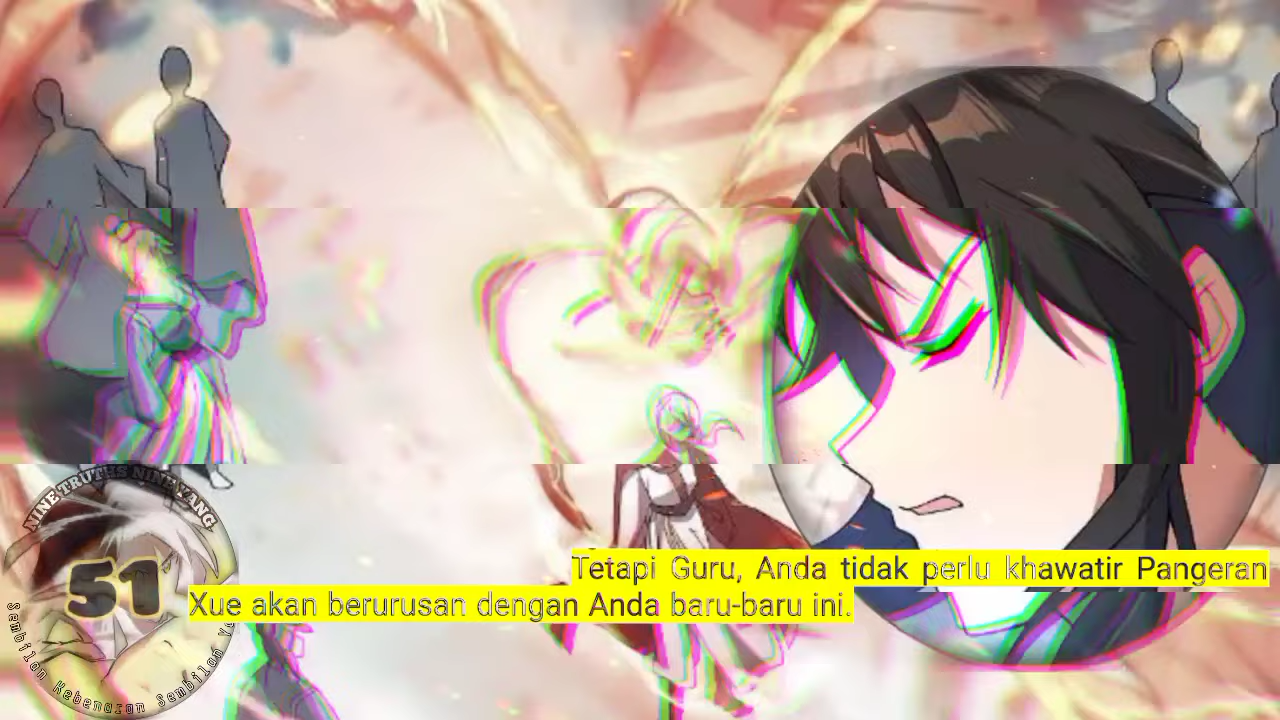 NINE TRUTHS NINE YANG
51
Sembilan Kebenaran Sembilan Ya
Tetapi Guru, Anda tidak perlu khawatir Pangeran
Xue akan berurusan dengan Anda baru-baru ini.